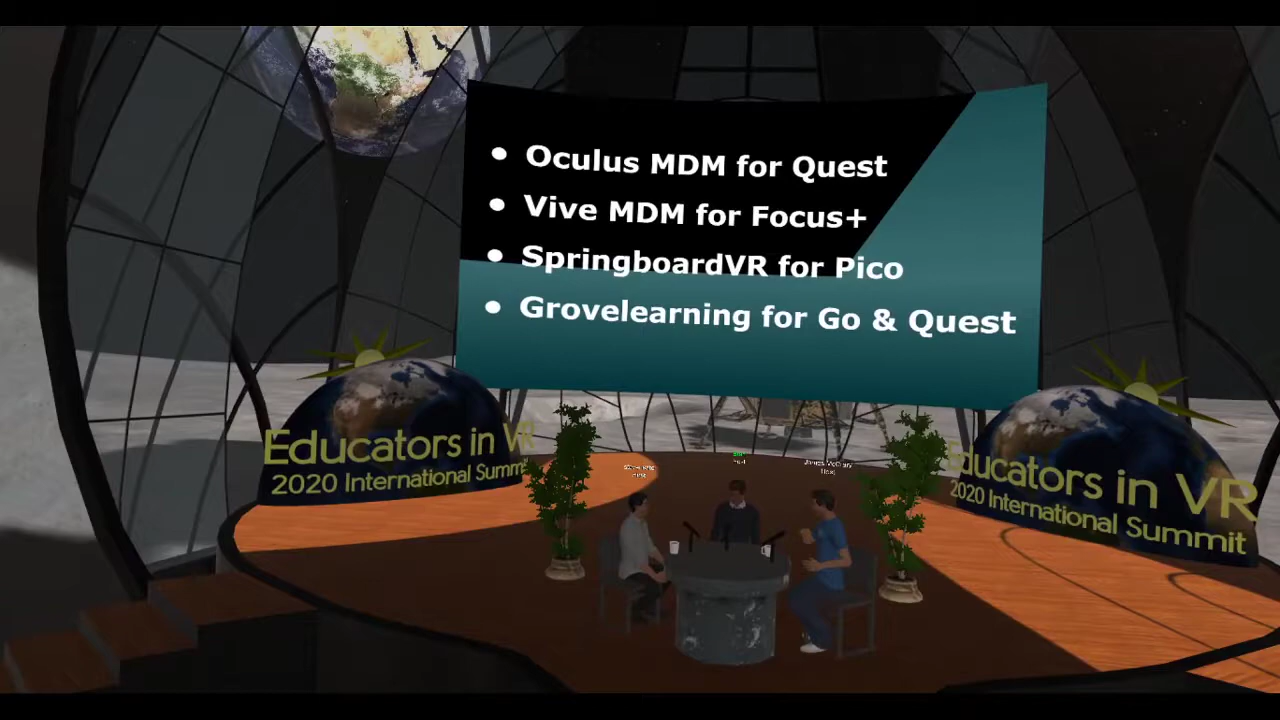 • Oculus MDM for Quest
• Vive MDM for Focus+
• SpringboardVR for Pico
• Grovelearning for Go & Quest
Educators in VR
2020 International Summit
Educators in VR
2020 International Summit
Host